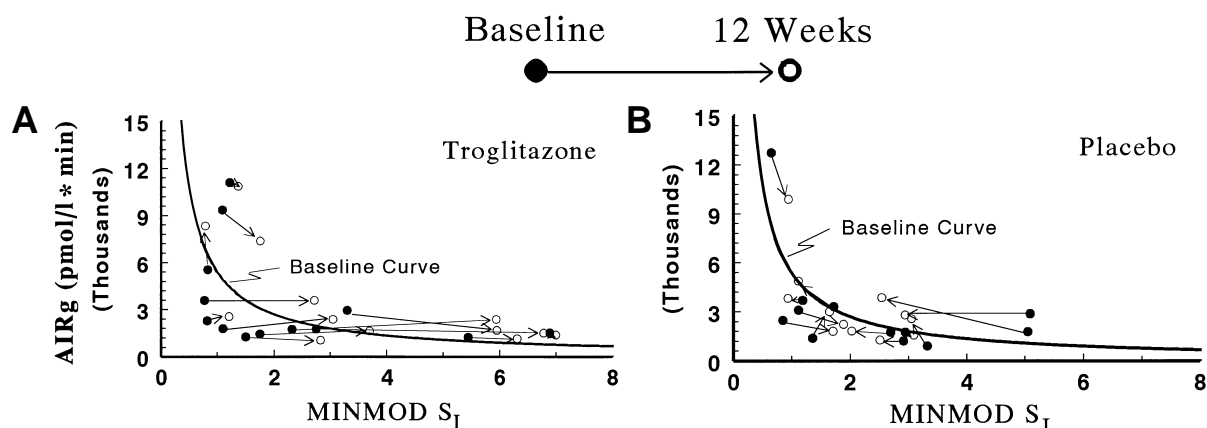 Baseline 12 Weeks
A
AIRg (pmol/l * min)
(Thousands)
15
12
9
6
3
0
Troglitazone
Baseline Curve
0 2 4 6 8
MINMOD SI
B
(Thousands)
15
12
9
6
3
0
Placebo
Baseline Curve
0 2 4 6 8
MINMOD SI